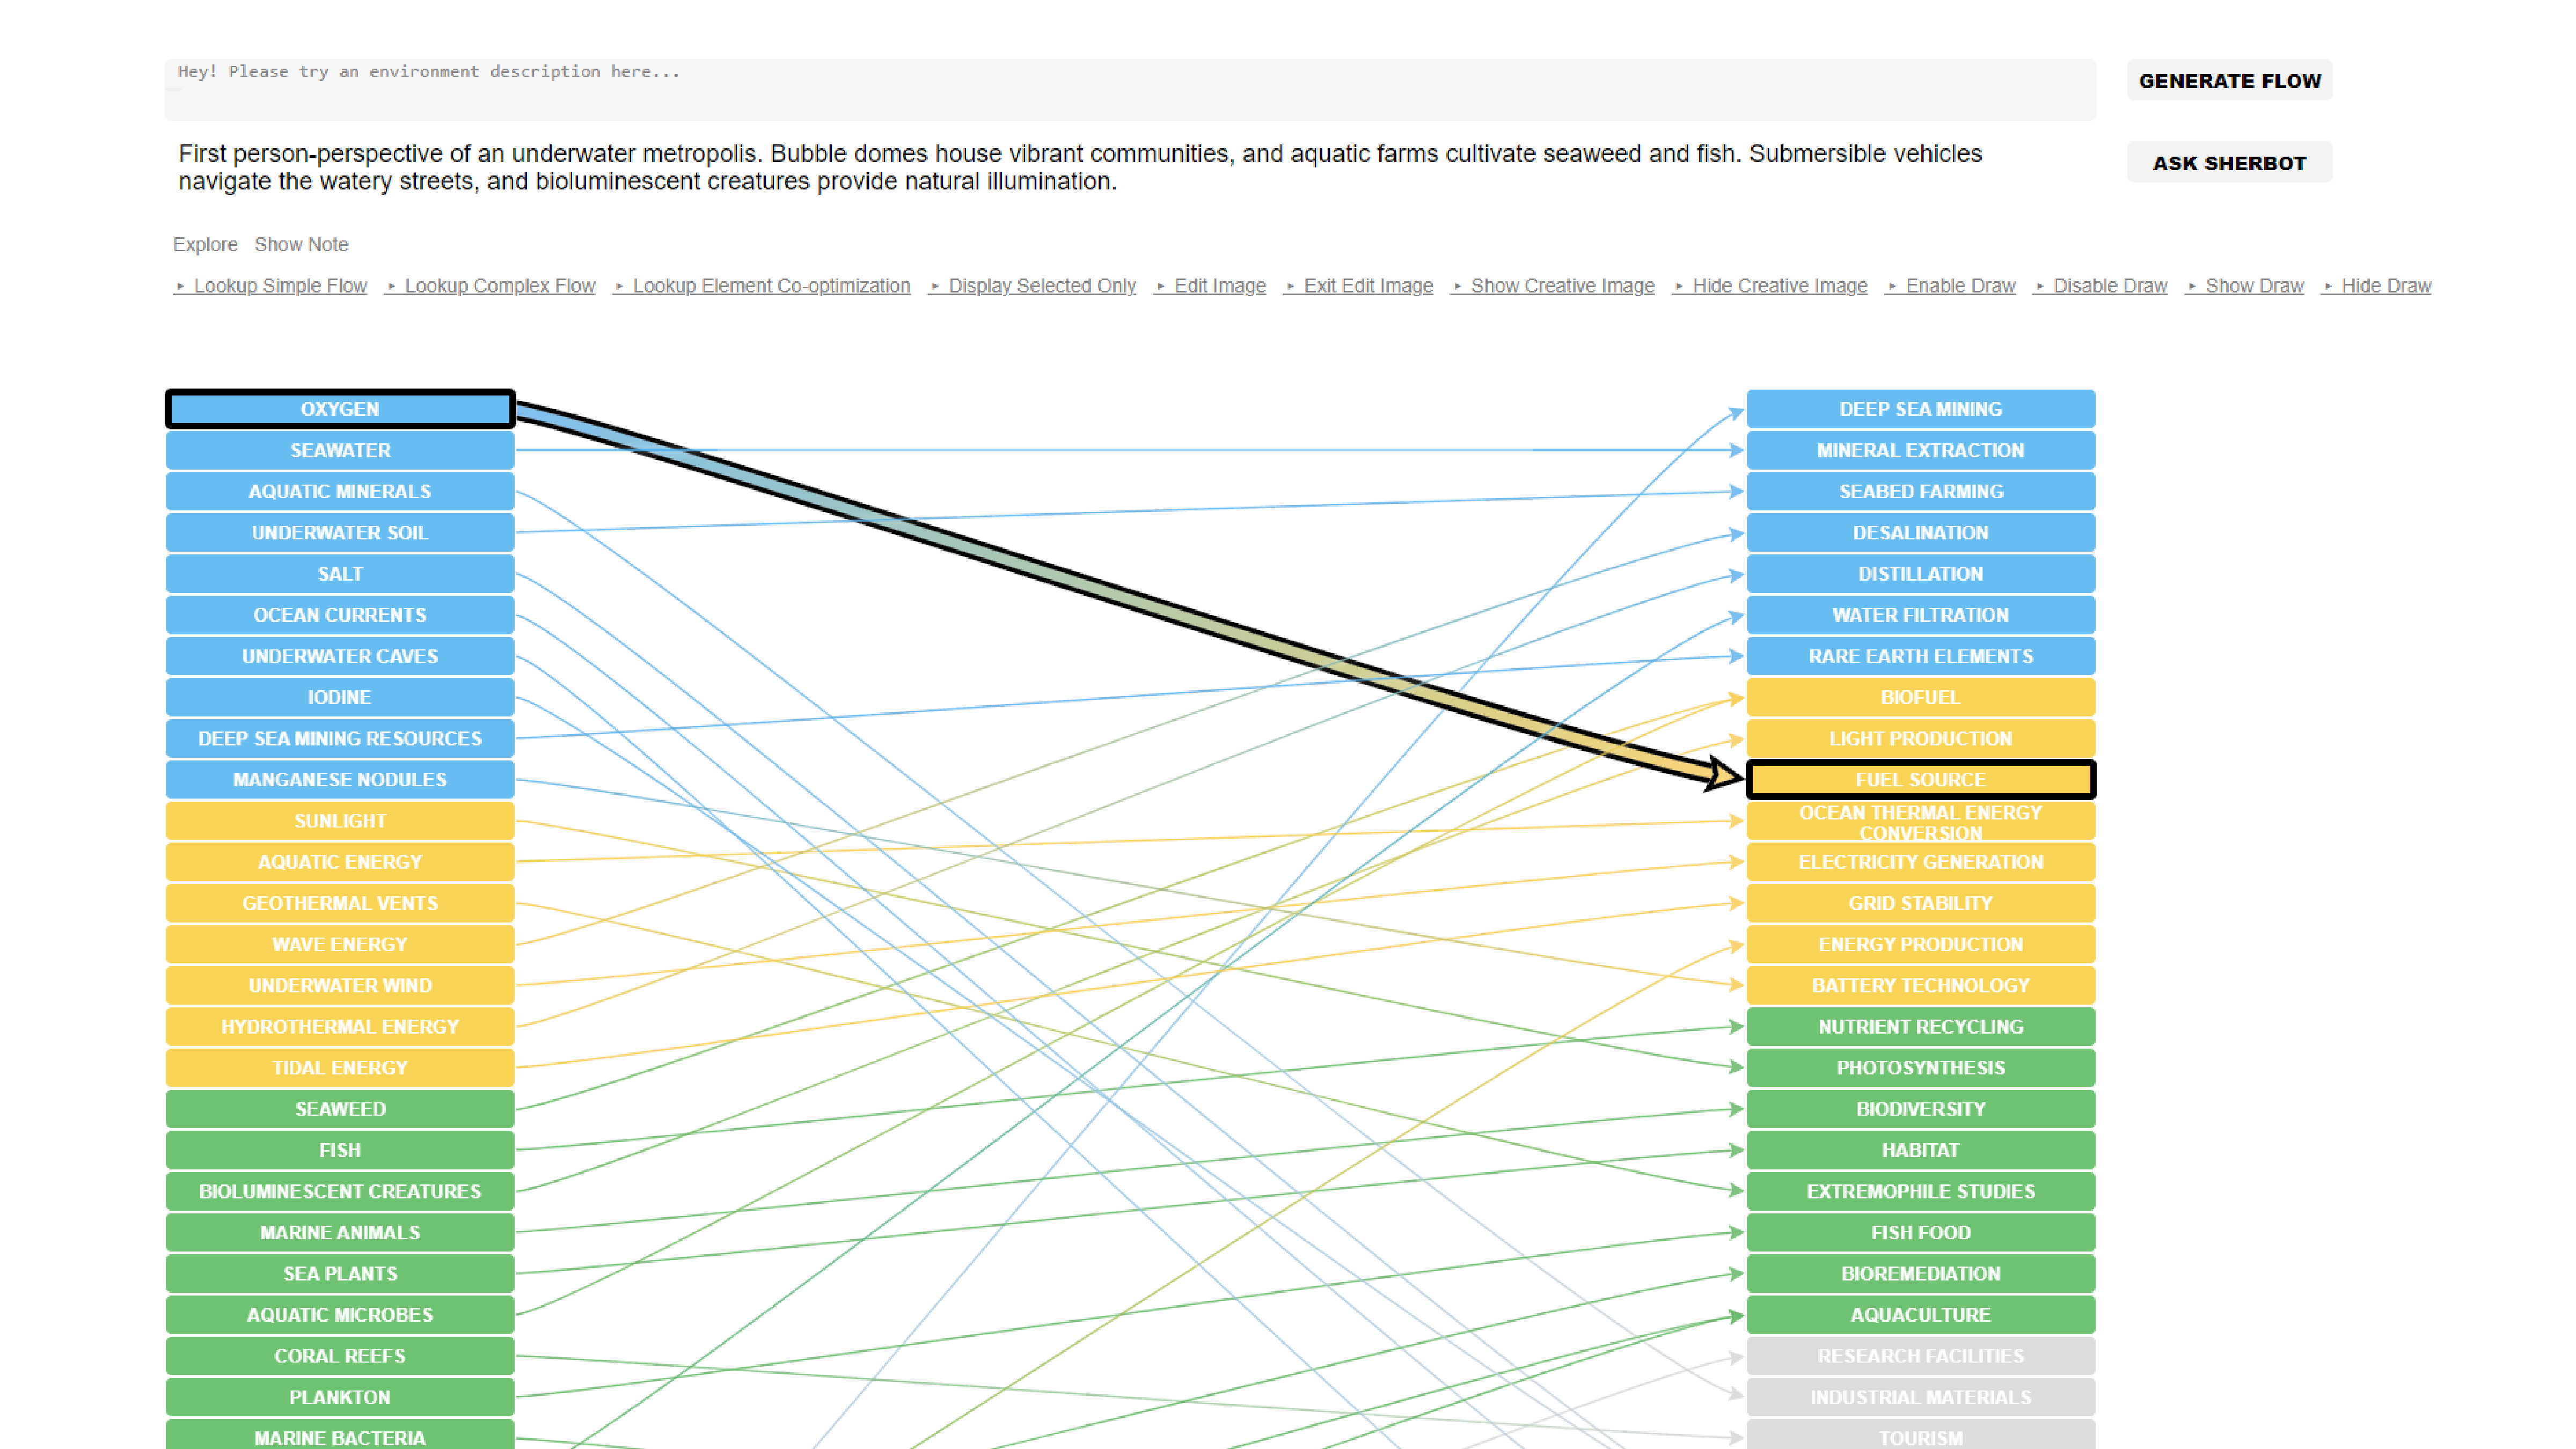 Hey! Please try an environment description here...
GENERATE FLOW
First person-perspective of an underwater metropolis. Bubble domes house vibrant communities, and aquatic farms cultivate seaweed and fish. Submersible vehicles
navigate the watery streets, and bioluminescent creatures provide natural illumination.
ASK SHERBOT
Explore Show Note
‣ Lookup Simple Flow ‣ Lookup Complex Flow ‣ Lookup Element Co-optimization ‣ Display Selected Only ‣ Edit Image ‣ Exit Edit Image ‣ Show Creative Image ‣ Hide Creative Image ‣ Enable Draw ‣ Disable Draw ‣ Show Draw ‣ Hide Draw
OXYGEN
SEAWATER
AQUATIC MINERALS
UNDERWATER SOIL
SALT
OCEAN CURRENTS
UNDERWATER CAVES
IODINE
DEEP SEA MINING RESOURCES
MANGANESE NODULES
SUNLIGHT
AQUATIC ENERGY
GEOTHERMAL VENTS
WAVE ENERGY
UNDERWATER WIND
HYDROTHERMAL ENERGY
TIDAL ENERGY
SEAWEED
FISH
BIOLUMINESCENT CREATURES
MARINE ANIMALS
SEA PLANTS
AQUATIC MICROBES
CORAL REEFS
PLANKTON
MARINE BACTERIA
DEEP SEA MINING
MINERAL EXTRACTION
SEABED FARMING
DESALINATION
DISTILLATION
WATER FILTRATION
RARE EARTH ELEMENTS
BIOFUEL
LIGHT PRODUCTION
FUEL SOURCE
OCEAN THERMAL ENERGY
CONVERSION
ELECTRICITY GENERATION
GRID STABILITY
ENERGY PRODUCTION
BATTERY TECHNOLOGY
NUTRIENT RECYCLING
PHOTOSYNTHESIS
BIODIVERSITY
HABITAT
EXTREMOPHILE STUDIES
FISH FOOD
BIOREMEDIATION
AQUACULTURE
RESEARCH FACILITIES
INDUSTRIAL MATERIALS
TOURISM